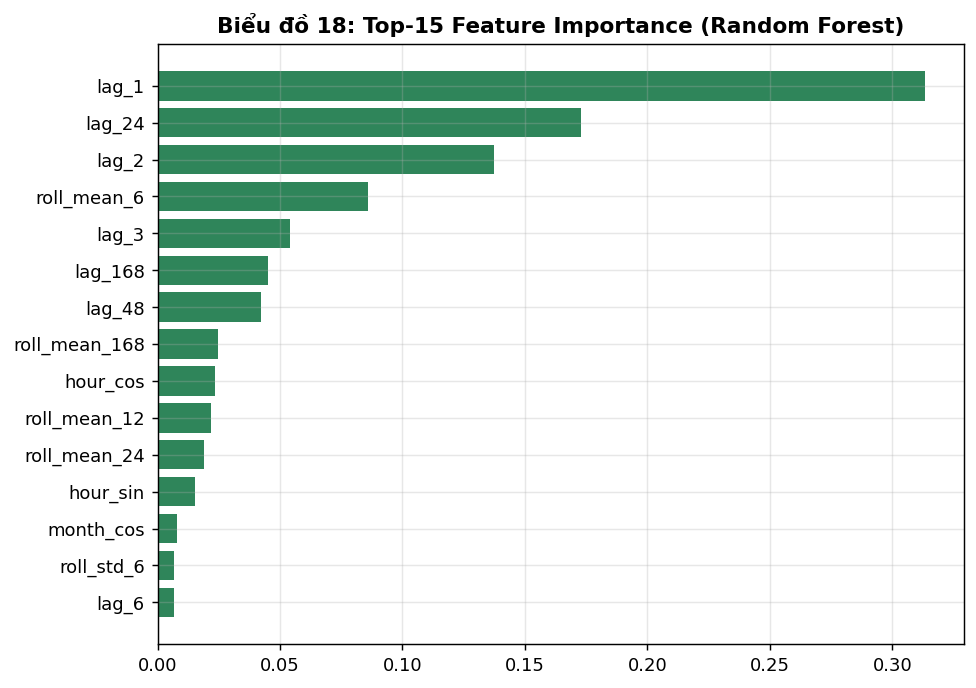 Biểu đồ 18: Top-15 Feature Importance (Random Forest)
lag_1
lag_24
lag_2
roll_mean_6
lag_3
lag_168
lag_48
roll_mean_168
hour_cos
roll_mean_12
roll_mean_24
hour_sin
month_cos
roll_std_6
lag_6
0.00 0.05 0.10 0.15 0.20 0.25 0.30